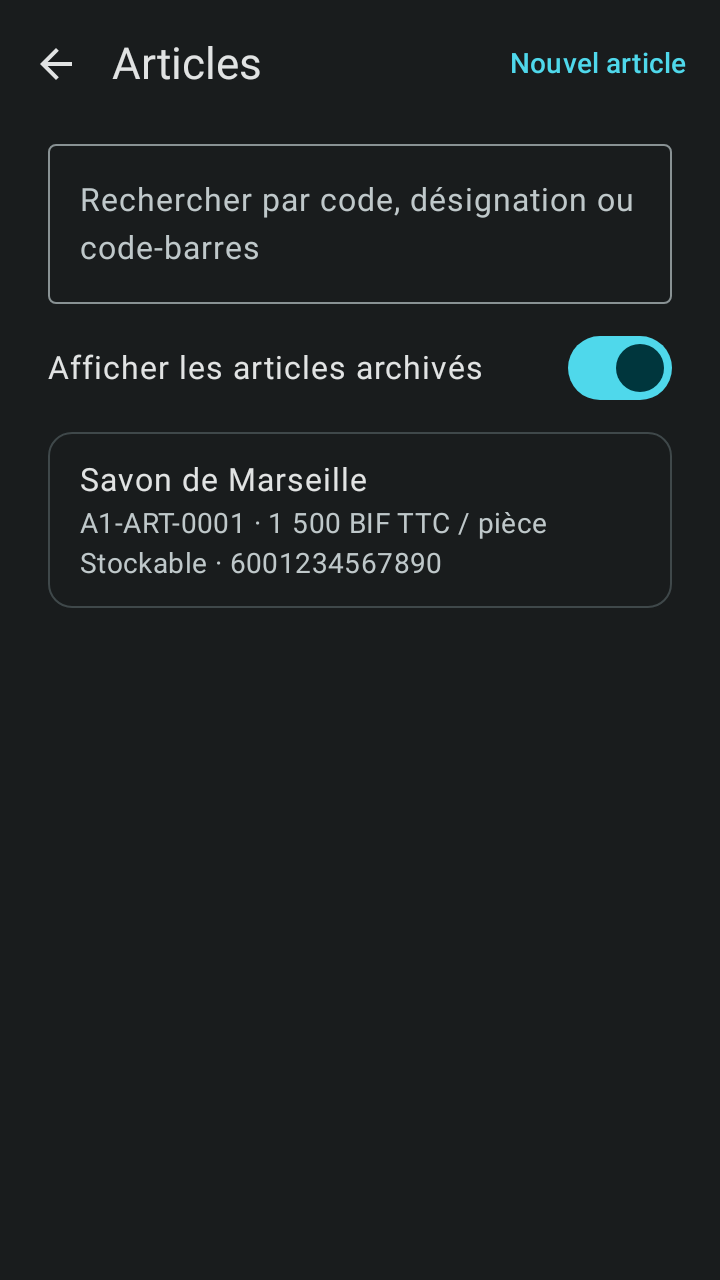 Articles
Nouvel article
Rechercher par code, désignation ou
code-barres
Afficher les articles archivés
Savon de Marseille
A1-ART-0001 · 1 500 BIF TTC / pièce
Stockable · 6001234567890